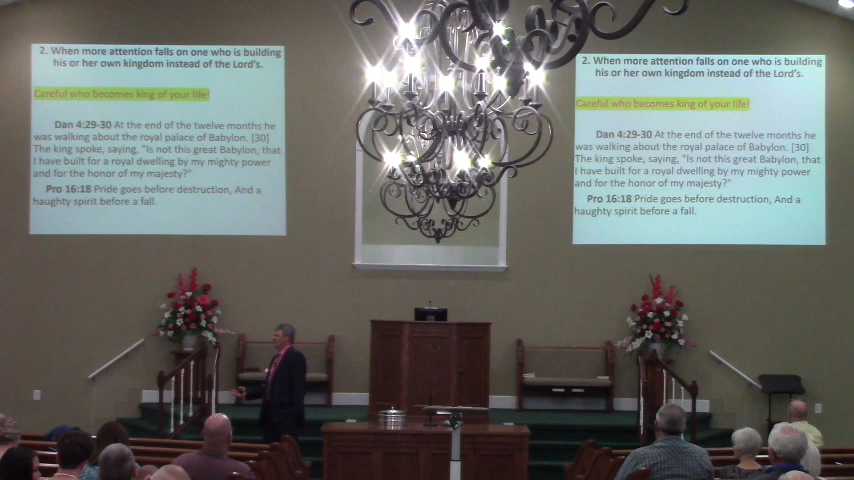 2. When more attention falls on one who is building
his or her own kingdom instead of the Lord's.
Careful who becomes king of your life!
Dan 4:29-30 At the end of the twelve months he
was walking about the royal palace of Babylon. [30]
The king spoke, saying, "Is not this great Babylon, that
I have built for a royal dwelling by my mighty power
and for the honor of my majesty?"
Pro 16:18 Pride goes before destruction, And a
haughty spirit before a fall.
2. When more attention falls on one who is building
his or her own kingdom instead of the Lord's.
Careful who becomes king of your life!
Dan 4:29-30 At the end of the twelve months he
was walking about the royal palace of Babylon. [30]
The king spoke, saying, "Is not this great Babylon, that
I have built for a royal dwelling by my mighty power
and for the honor of my majesty?"
Pro 16:18 Pride goes before destruction, And a
haughty spirit before a fall.